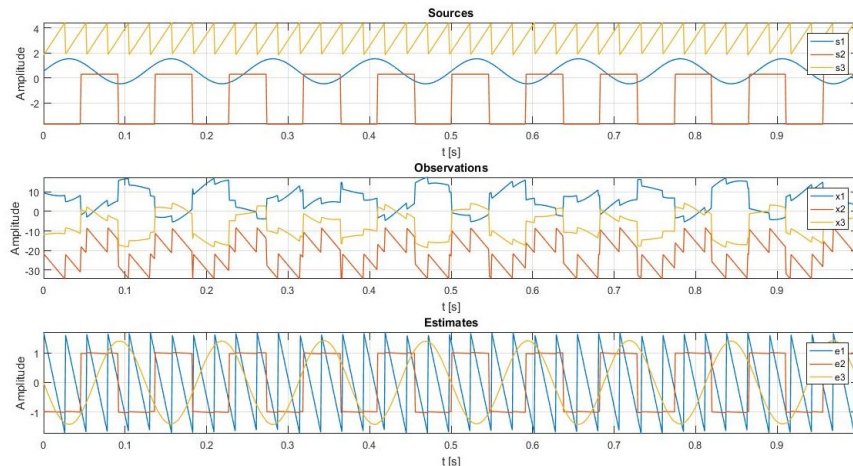 Sources
4
2
0
-2
Amplitude
s1
s2
s3
0 0.1 0.2 0.3 0.4 0.5 0.6 0.7 0.8 0.9
t [s]
Observations
10
0
-10
-20
-30
Amplitude
x1
x2
x3
0 0.1 0.2 0.3 0.4 0.5 0.6 0.7 0.8 0.9
t [s]
Estimates
1
0
-1
Amplitude
e1
e2
e3
0 0.1 0.2 0.3 0.4 0.5 0.6 0.7 0.8 0.9
t [s]